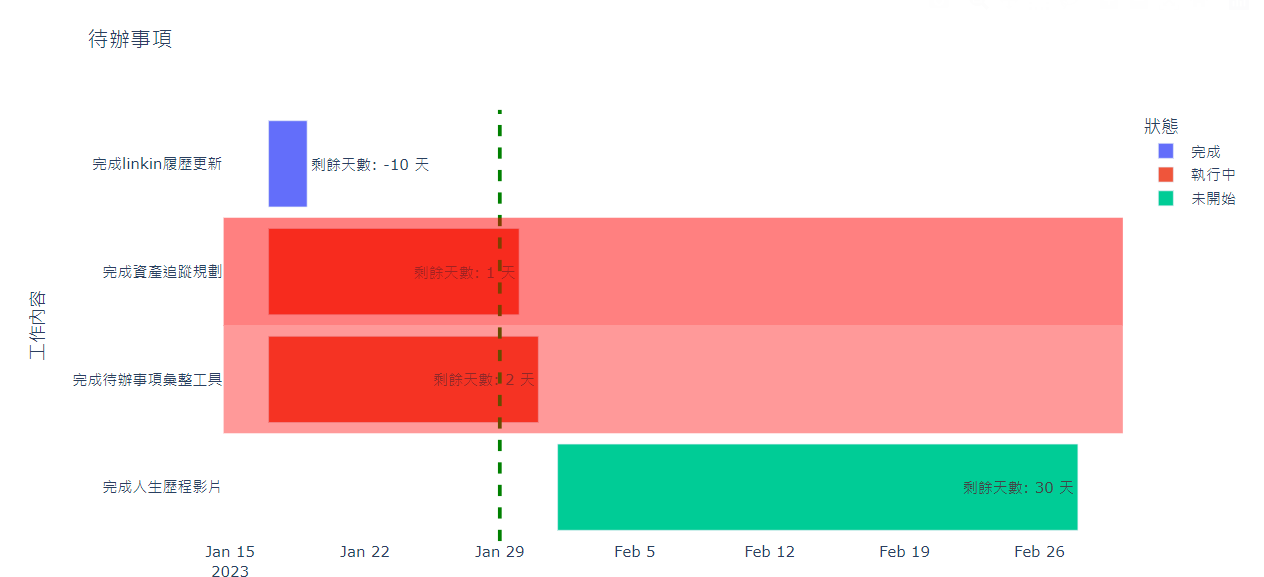 待辦事項
狀態
完成
執行中
未開始
工作內容
完成linkin履歷更新
剩餘天數: -10 天
完成資產追蹤規劃
剩餘天數: 1 天
完成待辦事項彙整工具
剩餘天數: 2 天
完成人生歷程影片
剩餘天數: 30 天
Jan 15
2023
Jan 22
Jan 29
Feb 5
Feb 12
Feb 19
Feb 26